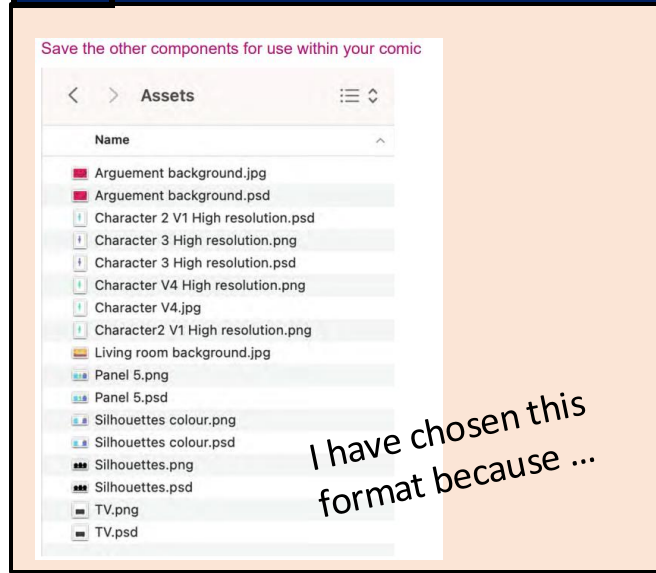 Save the other components for use within your comic
Assets
Name
Arguement background.jpg
Arguement background.psd
Character 2 V1 High resolution.psd
Character 3 High resolution.png
Character 3 High resolution.psd
Character V4 High resolution.png
Character V4.jpg
Character2 V1 High resolution.png
Living room background.jpg
Panel 5.png
Panel 5.psd
Silhouettes colour.png
Silhouettes colour.psd
Silhouettes.png
Silhouettes.psd
TV.png
TV.psd
I have chosen this
format because ...